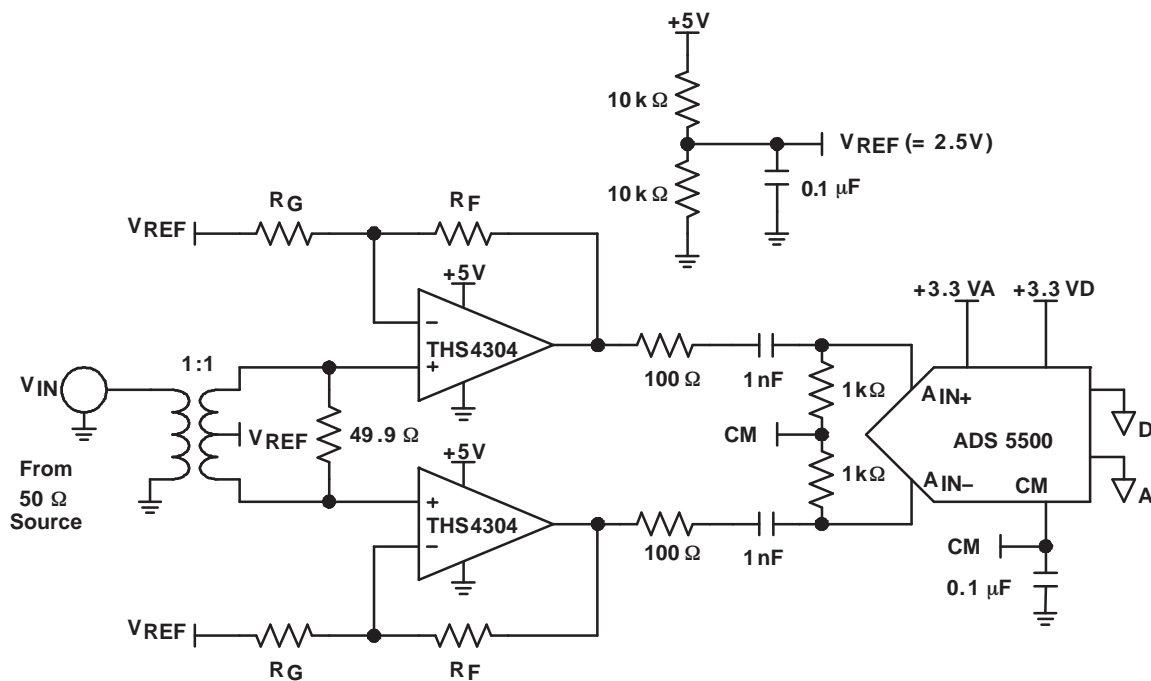 +5V
10 k Ω
VREF (= 2.5V)
10 k Ω
0.1 μF
RG
RF
VREF
+5V
+3.3 VA
+3.3 VD
−
THS4304
+
1:1
VIN
100 Ω
1 nF
1 kΩ
AIN+
D
VREF
49.9 Ω
CM
ADS 5500
From
50 Ω
Source
+5V
1 kΩ
AIN−
+
THS4304
−
CM
A
100 Ω
1 nF
CM
0.1 μF
VREF
RG
RF